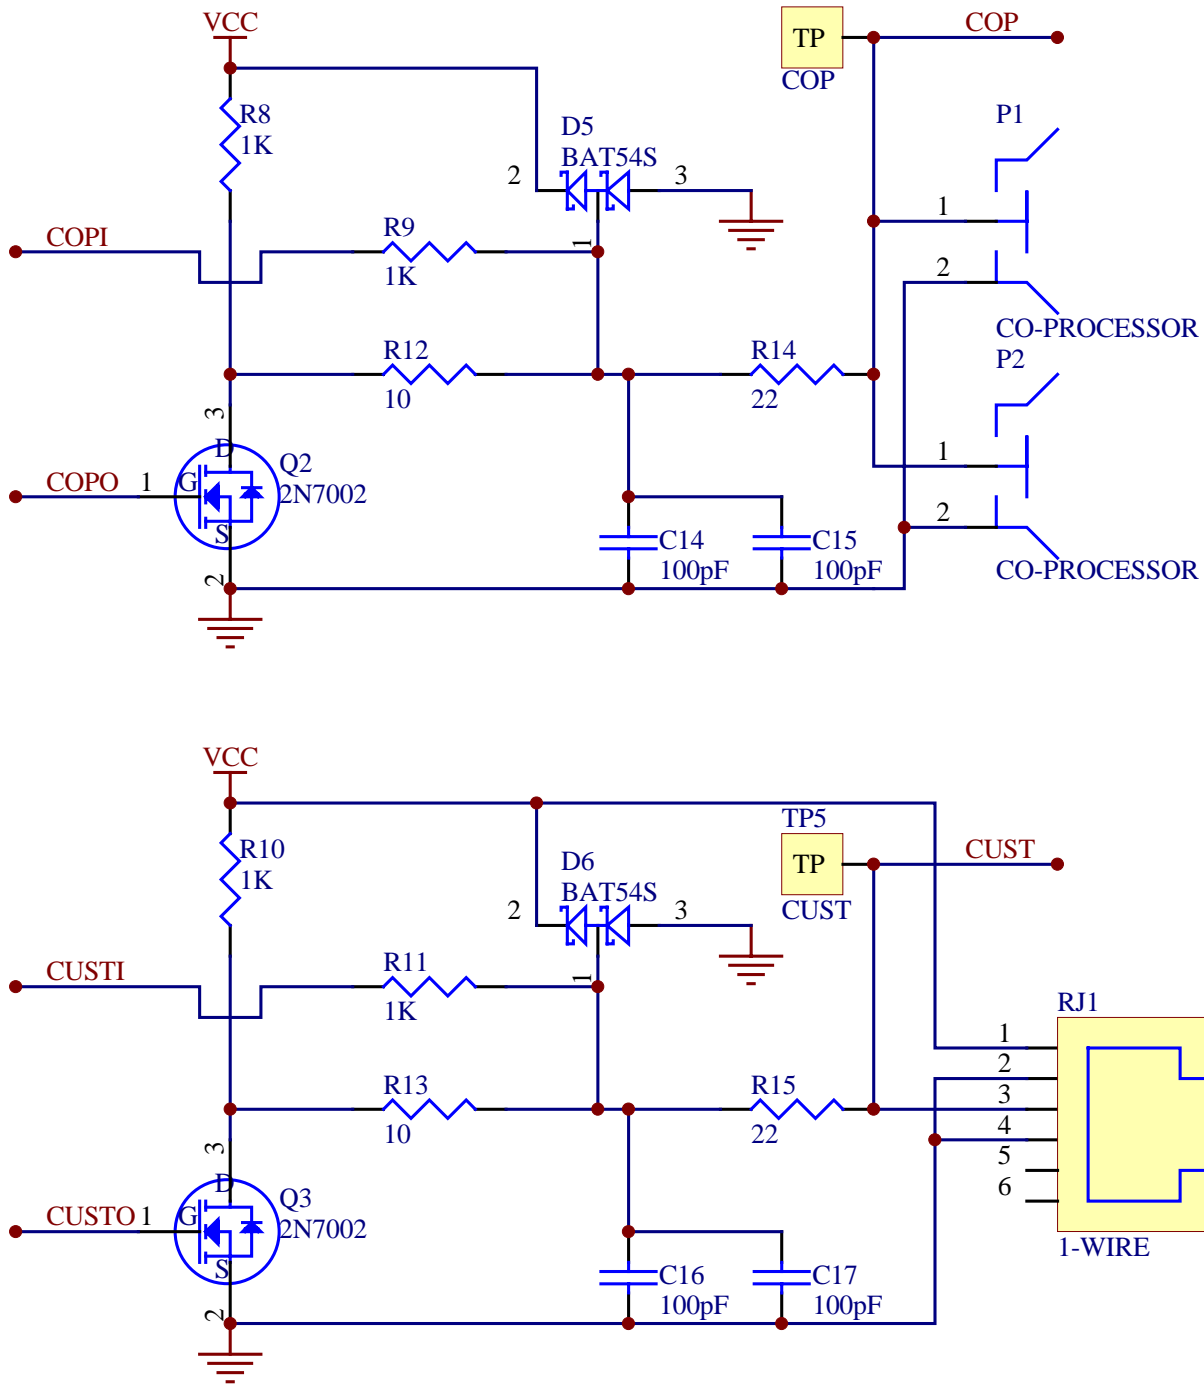 VCC
TP
COP
COP
R8
1K
D5
BAT54S
2
3
1
P1
1
2
CO-PROCESSOR
COPI
R9
1K
R12
10
R14
22
P2
1
2
CO-PROCESSOR
3
D
G
S
2
COPO
1
Q2
2N7002
C14
100pF
C15
100pF
VCC
TP5
TP
CUST
CUST
R10
1K
D6
BAT54S
2
3
1
CUSTI
R11
1K
R13
10
R15
22
RJ1
1
2
3
4
5
6
1-WIRE
3
D
G
S
2
CUSTO
1
Q3
2N7002
C16
100pF
C17
100pF